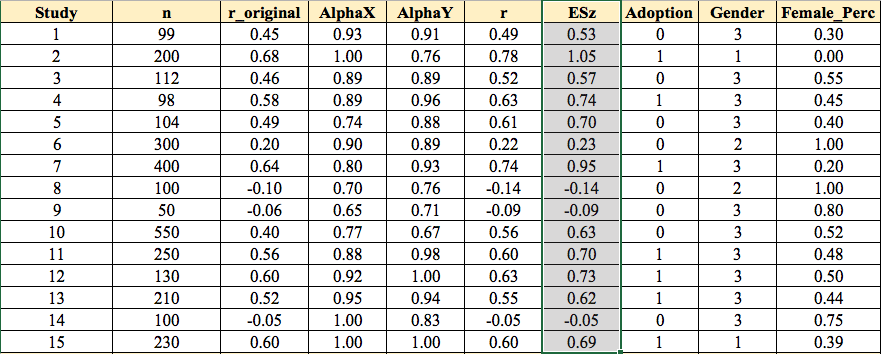 Study n r_original AlphaX AlphaY r ESz Adoption Gender Female_Perc
1 99 0.45 0.93 0.91 0.49 0.53 0 3 0.30
2 200 0.68 1.00 0.76 0.78 1.05 1 1 0.00
3 112 0.46 0.89 0.89 0.52 0.57 0 3 0.55
4 98 0.58 0.89 0.96 0.63 0.74 1 3 0.45
5 104 0.49 0.74 0.88 0.61 0.70 0 3 0.40
6 300 0.20 0.90 0.89 0.22 0.23 0 2 1.00
7 400 0.64 0.80 0.93 0.74 0.95 1 3 0.20
8 100 -0.10 0.70 0.76 -0.14 -0.14 0 2 1.00
9 50 -0.06 0.65 0.71 -0.09 -0.09 0 3 0.80
10 550 0.40 0.77 0.67 0.56 0.63 0 3 0.52
11 250 0.56 0.88 0.98 0.60 0.70 1 3 0.48
12 130 0.60 0.92 1.00 0.63 0.73 1 3 0.50
13 210 0.52 0.95 0.94 0.55 0.62 1 3 0.44
14 100 -0.05 1.00 0.83 -0.05 -0.05 0 3 0.75
15 230 0.60 1.00 1.00 0.60 0.69 1 1 0.39